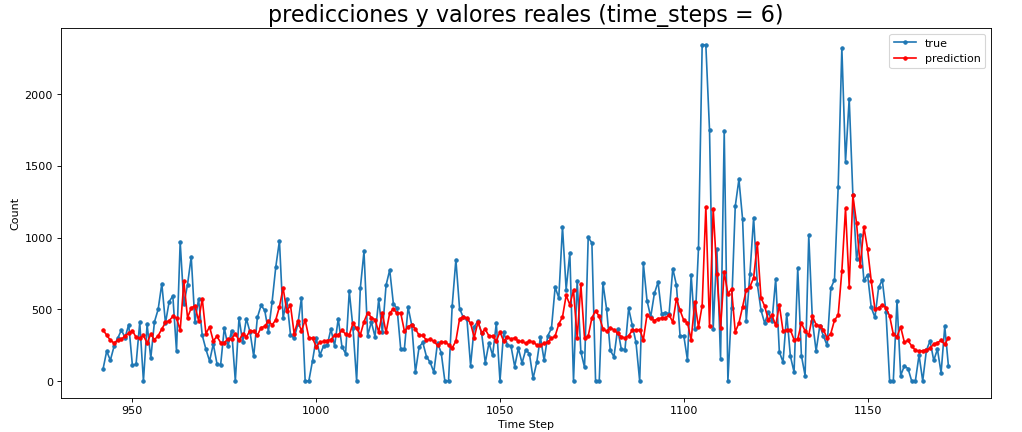 predicciones y valores reales (time_steps = 6)
true
prediction
Count
2000
1500
1000
500
0
950
1000
1050
1100
1150
Time Step